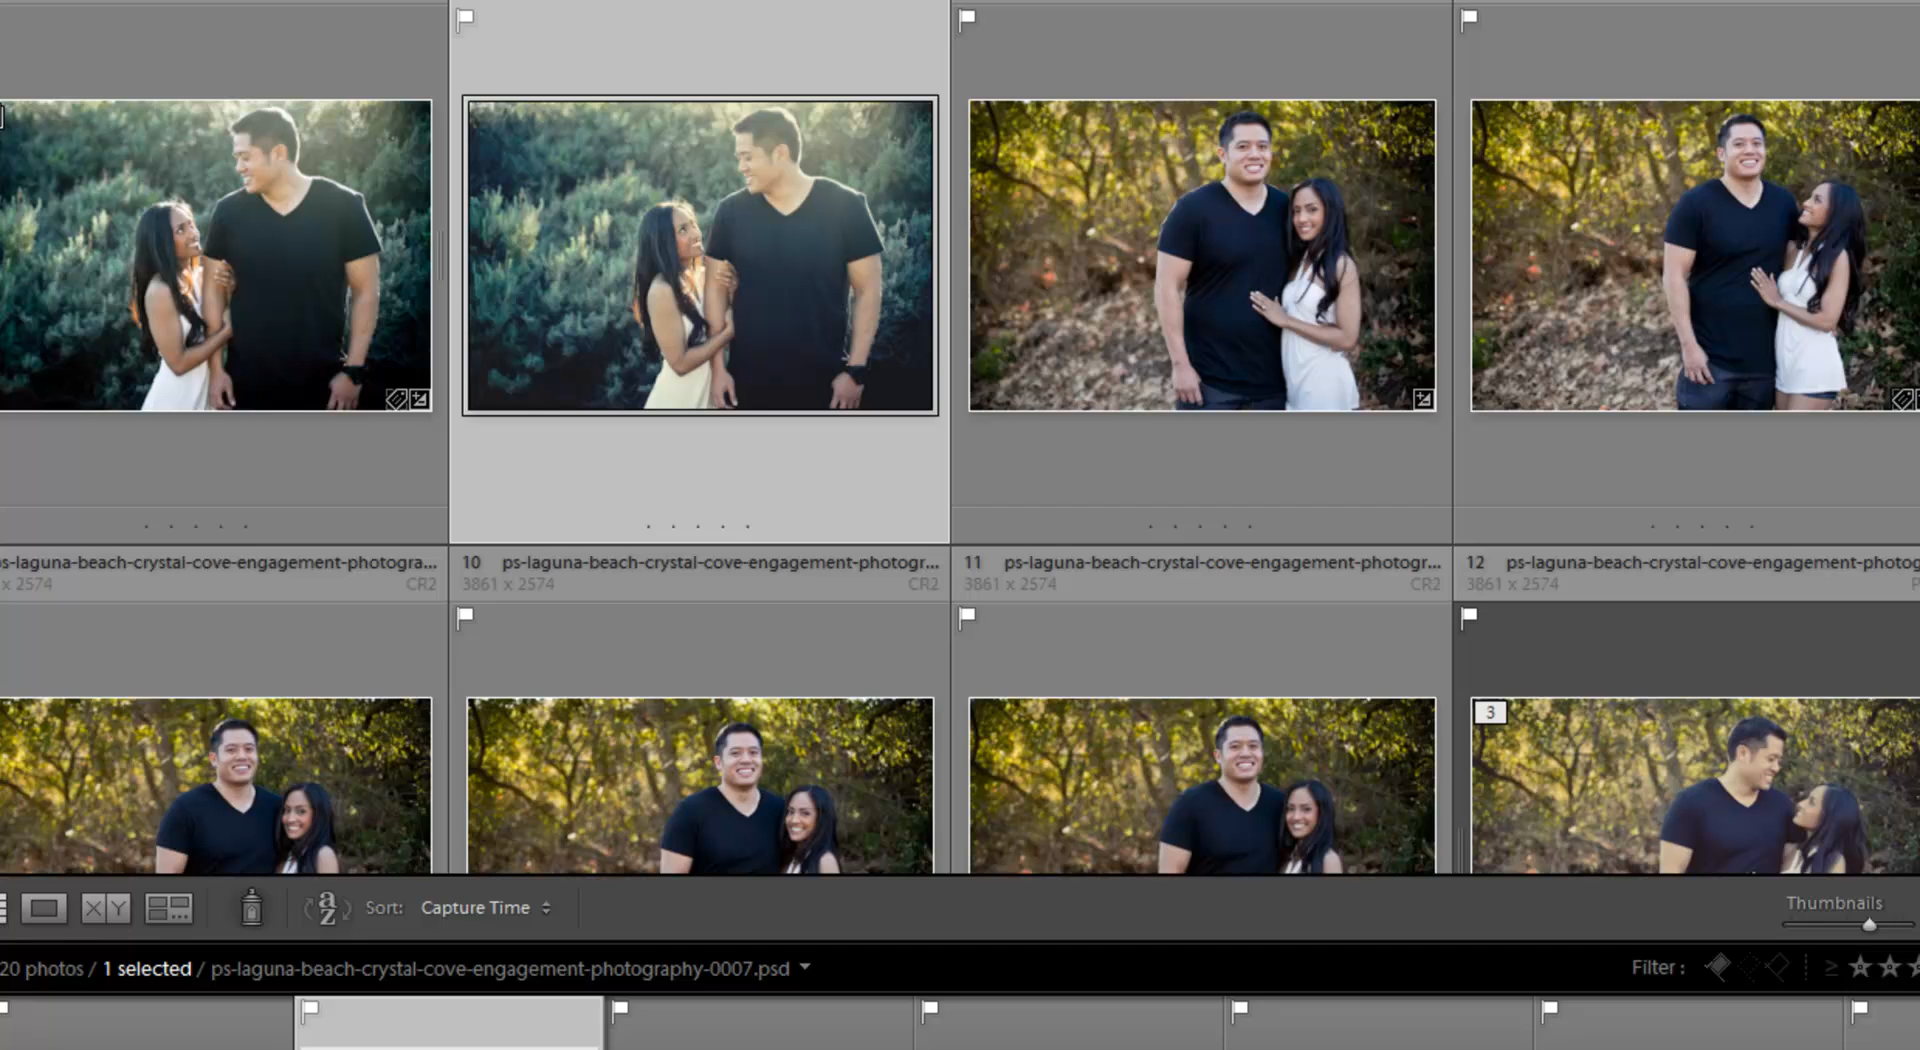 s-laguna-beach-crystal-cove-engagement-photogra...
x 2574 CR2
10 ps-laguna-beach-crystal-cove-engagement-photogr...
3861 x 2574 CR2
11 ps-laguna-beach-crystal-cove-engagement-photogr...
3861 x 2574 CR2
12 ps-laguna-beach-crystal-cove-engagement-photog
3861 x 2574
3
XY
a
z
Sort: Capture Time
Thumbnails
20 photos / 1 selected / ps-laguna-beach-crystal-cove-engagement-photography-0007.psd
Filter :
≥